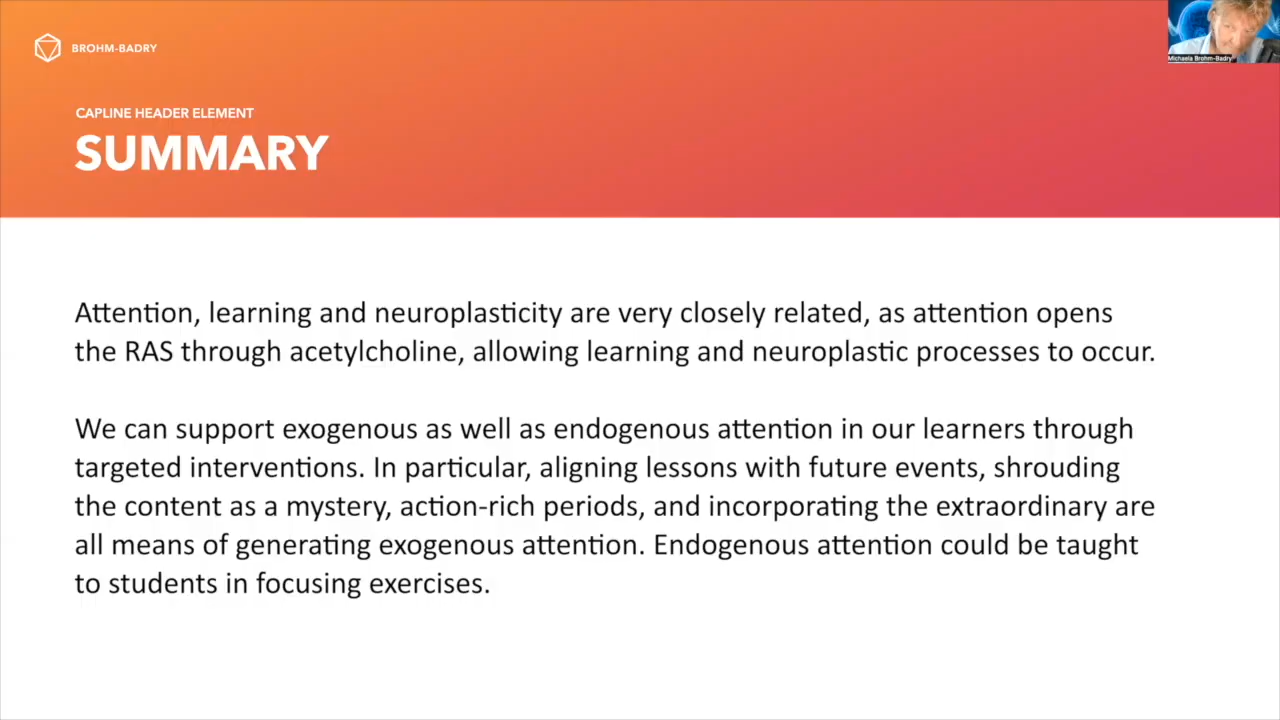 BROHM-BADRY
Michaela Brohm-Badry
CAPLINE HEADER ELEMENT
SUMMARY
Attention, learning and neuroplasticity are very closely related, as attention opens
the RAS through acetylcholine, allowing learning and neuroplastic processes to occur.
We can support exogenous as well as endogenous attention in our learners through
targeted interventions. In particular, aligning lessons with future events, shrouding
the content as a mystery, action-rich periods, and incorporating the extraordinary are
all means of generating exogenous attention. Endogenous attention could be taught
to students in focusing exercises.